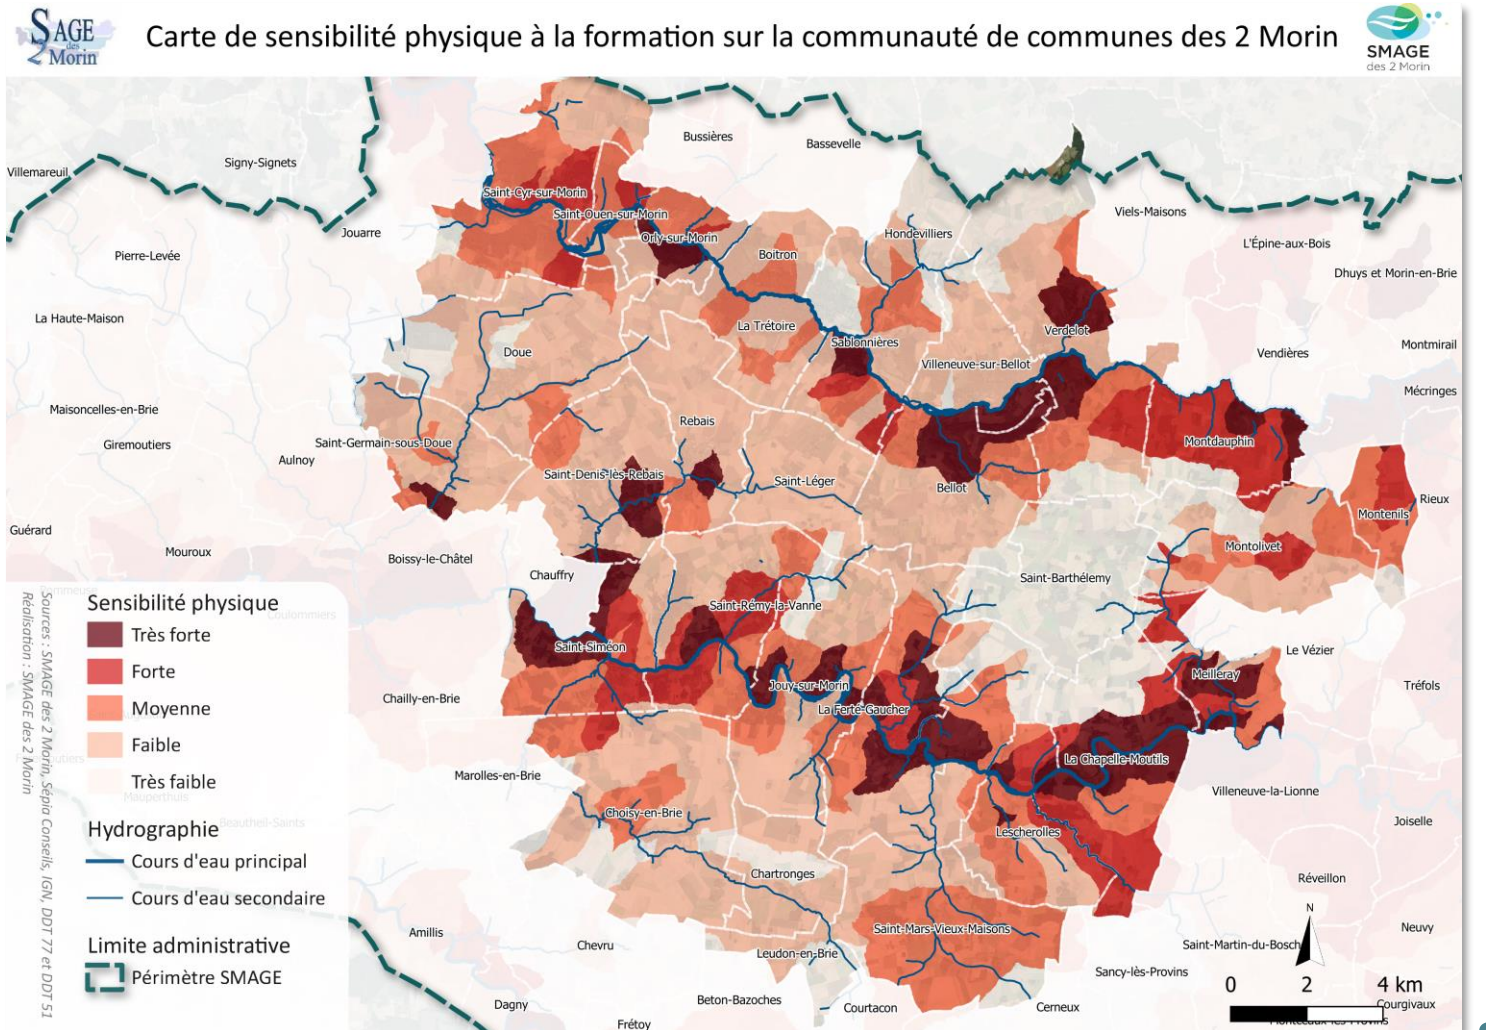 SAGE
des
2 Morin
Carte de sensibilité physique à la formation sur la communauté de communes des 2 Morin
SMAGE
des 2 Morin
Bussières
Bassevelle
Signy-Signets
Villemareuil
Saint-Cyr-sur-Morin
Saint-Ouen-sur-Morin
Viels-Maisons
Jouarre
Orly-sur-Morin
Hondevilliers
L'Épine-aux-Bois
Pierre-Levée
Boitron
Dhuys et Morin-en-Brie
La Haute-Maison
La Trétoire
Verdelot
Sablonnières
Montmirail
Doue
Vendières
Villeneuve-sur-Bellot
Mécringes
Maisoncelles-en-Brie
Rebais
Giremoutiers
Saint-Germain-sous-Doue
Montdauphin
Aulnoy
Saint-Denis-lès-Rebais
Saint-Léger
Bellot
Rieux
Montenils
Guérard
Mouroux
Boissy-le-Châtel
Montolivet
Chauffry
Saint-Barthélemy
Saint-Rémy-la-Vanne
Coulommiers
Saint-Siméon
Le Vézier
Meilleray
Jouy-sur-Morin
Tréfols
Chailly-en-Brie
La Ferté-Gaucher
La Chapelle-Moutils
Marolles-en-Brie
Villeneuve-la-Lionne
Mauperthuis
Choisy-en-Brie
Beautheil-Saints
Lescherolles
Joiselle
Chartronges
Réveillon
Saint-Mars-Vieux-Maisons
Neuvy
Amillis
Chevru
Leudon-en-Brie
Saint-Martin-du-Bosch
Sancy-lès-Provins
Dagny
Beton-Bazoches
Courtacon
Cerneux
Courgivaux
Frétoy
Montceaux-lès-Provins
Sensibilité physique
Très forte
Forte
Moyenne
Faible
Très faible
Hydrographie
Cours d'eau principal
Cours d'eau secondaire
Limite administrative
Périmètre SMAGE
Sources : SMAGE des 2 Morin, Sépia Conseils, IGN, DDT 77 et DDT 51
Réalisation : SMAGE des 2 Morin
N
0 2 4 km